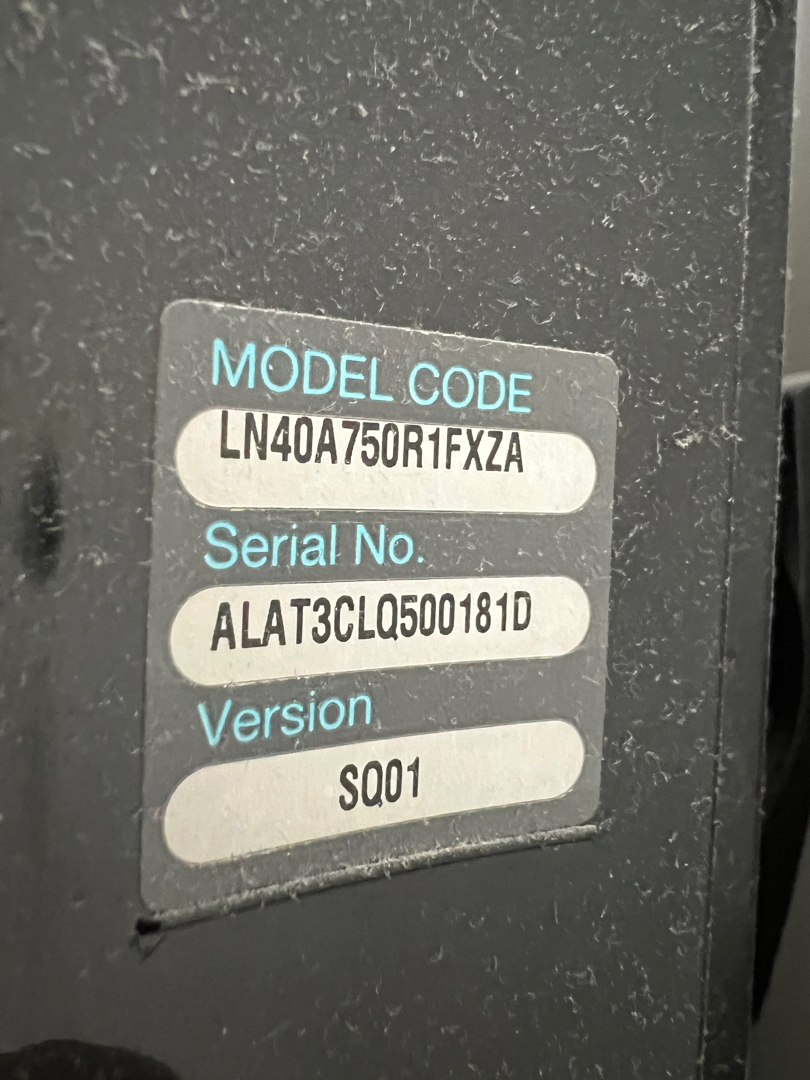 MODEL CODE
LN40A750R1FXZA
Serial No.
ALAT3CLQ500181D
Version
SQ01